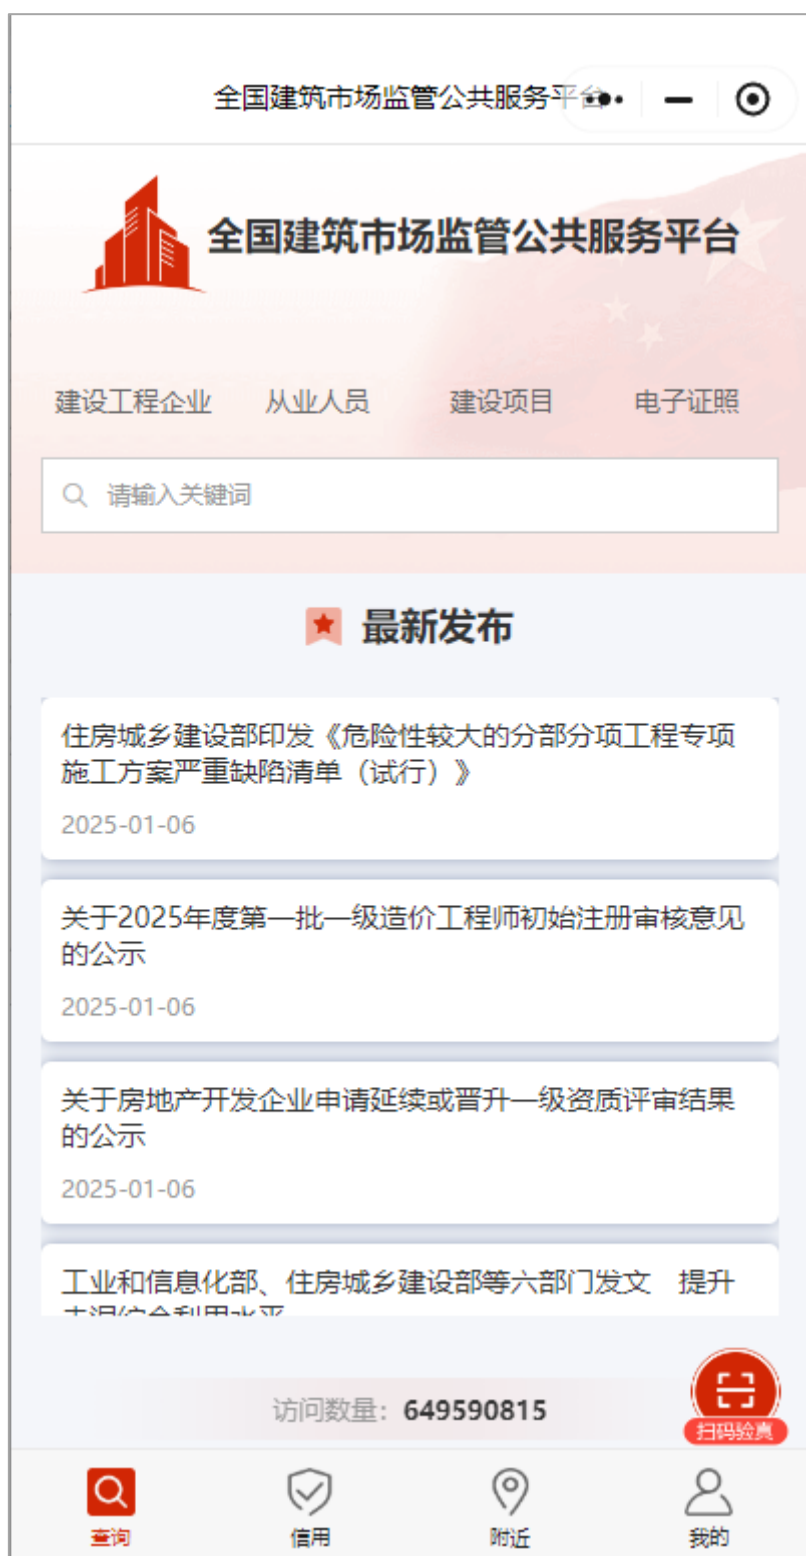 全国建筑市场监管公共服务平台
全国建筑市场监管公共服务平台
建设工程企业 从业人员 建设项目 电子证照
请输入关键词
最新发布
住房城乡建设部印发《危险性较大的分部分项工程专项
施工方案严重缺陷清单（试行）》
2025-01-06
关于2025年度第一批一级造价工程师初始注册审核意见
的公示
2025-01-06
关于房地产开发企业申请延续或晋升一级资质评审结果
的公示
2025-01-06
工业和信息化部、住房城乡建设部等六部门发文 提升
综合利用水平
访问数量：649590815
扫码验真
查询 信用 附近 我的